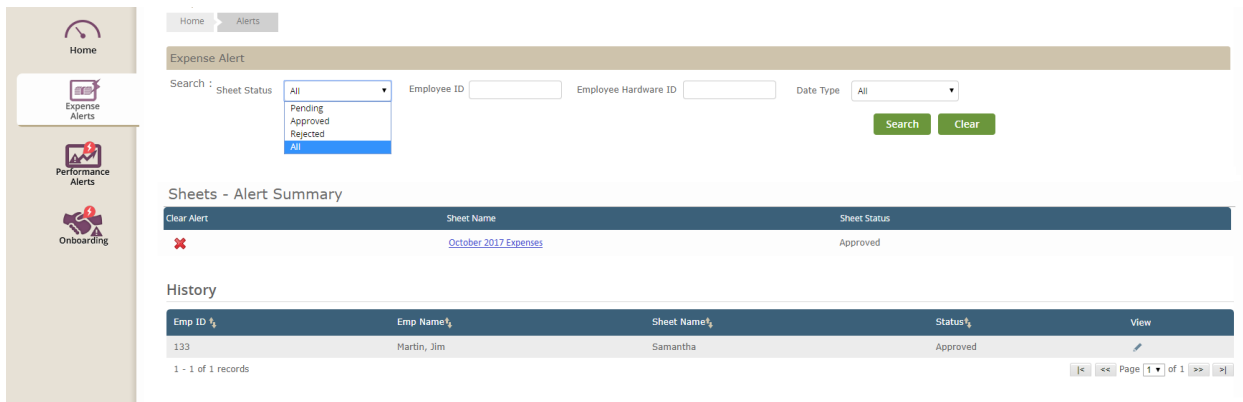 Home Alerts
Home
Expense Alert
Search : Sheet Status All Employee ID Employee Hardware ID Date Type All
Pending
Approved
Rejected
All
Search Clear
Expense
Alerts
Performance
Alerts
Onboarding
Sheets - Alert Summary
Clear Alert Sheet Name Sheet Status
October 2017 Expenses Approved
History
Emp ID Emp Name Sheet Name Status View
133 Martin, Jim Samantha Approved
1 - 1 of 1 records |< << Page 1 of 1 >> >|